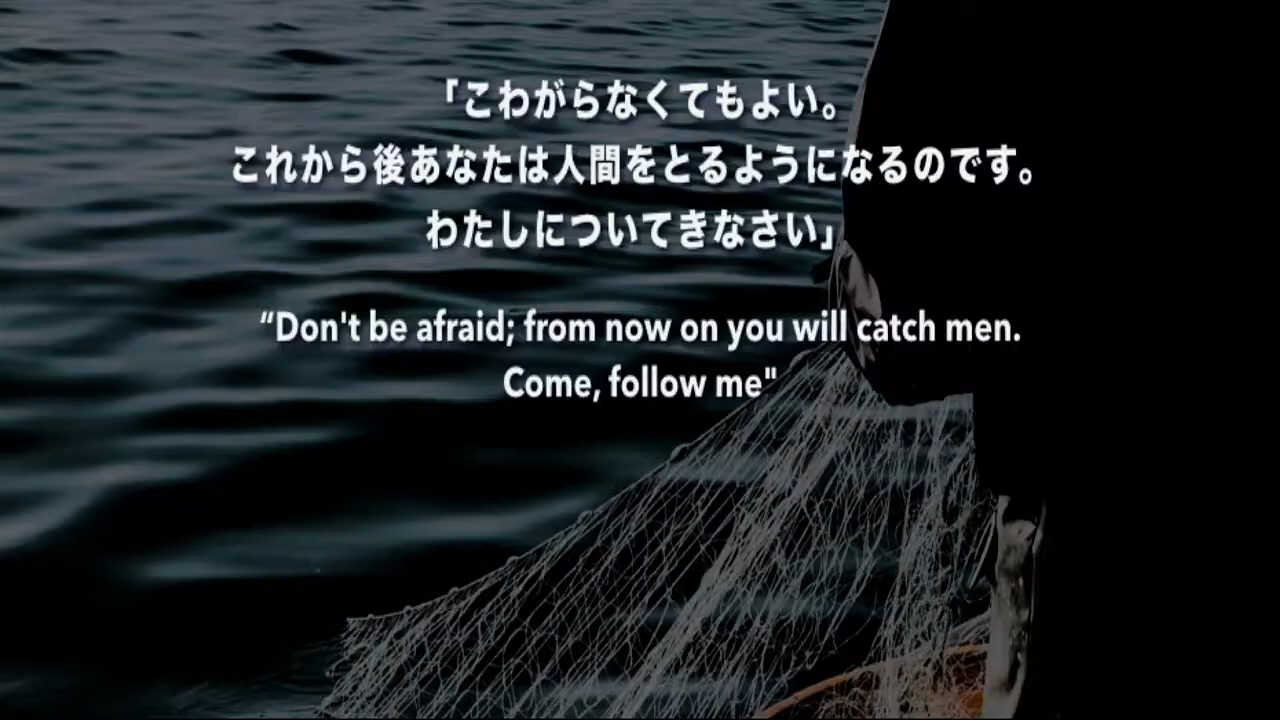 「こわがらなくてもよい。
これから後あなたは人間をとるようになるのです。
わたしについてきなさい」
“Don't be afraid; from now on you will catch men.
Come, follow me"